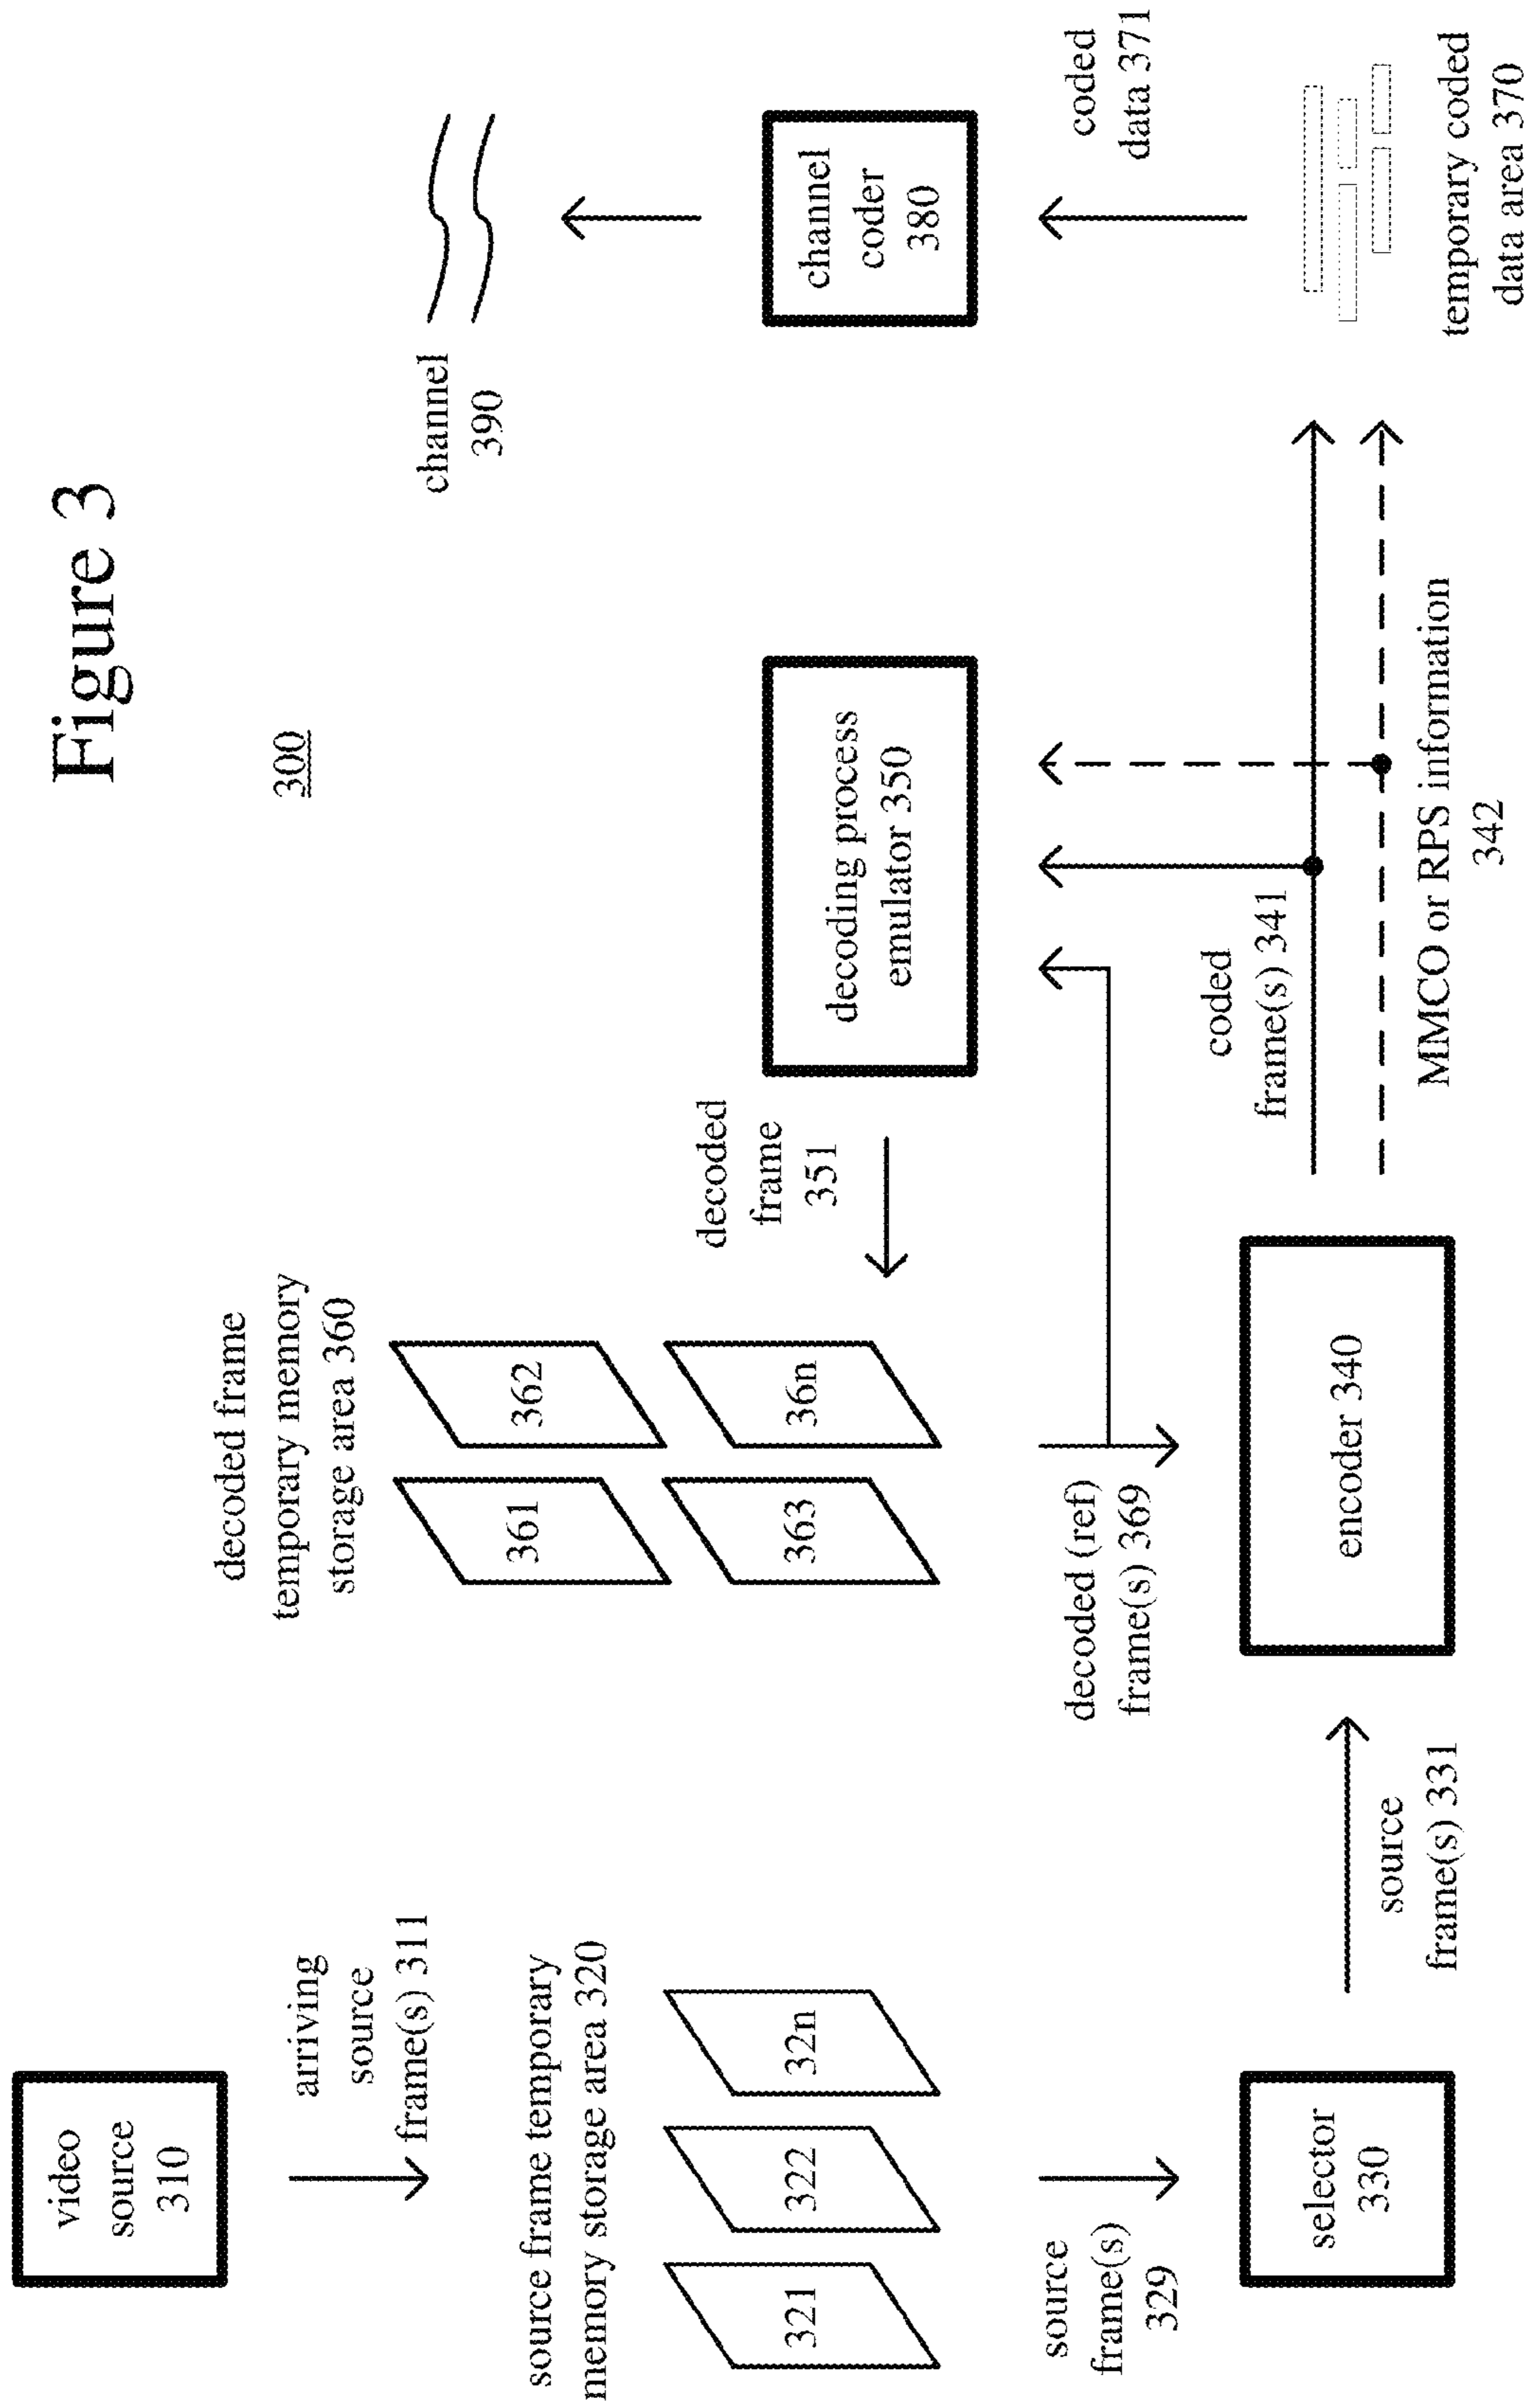 Figure 3
300
video
source
310
arriving
source
frame(s) 311
source frame temporary
memory storage area 320
321
322
32n
source
frame(s)
329
selector
330
source
frame(s) 331
decoded frame
temporary memory
storage area 360
361
362
363
36n
decoded (ref)
frame(s) 369
encoder 340
decoded
frame
351
decoding process
emulator 350
coded
frame(s) 341
MMCO or RPS information
342
channel
390
channel
coder
380
coded
data 371
temporary coded
data area 370